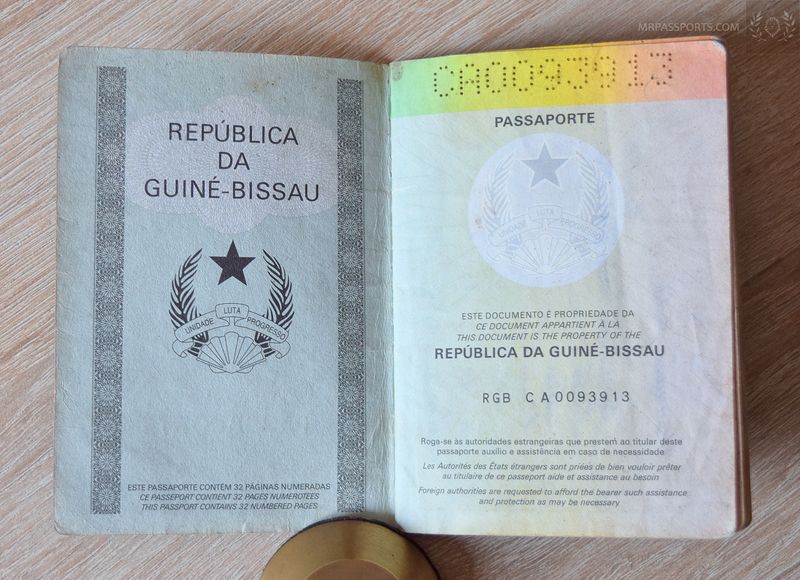 MRPASSPORTS.COM
REPÚBLICA
DA
GUINÉ-BISSAU
UNIDADE LUTA PROGRESSO
ESTE PASSAPORTE CONTÉM 32 PÁGINAS NUMERADAS
CE PASSEPORT CONTIENT 32 PAGES NUMEROTEES
THIS PASSPORT CONTAINS 32 NUMBERED PAGES
CA0093913
PASSAPORTE
UNIDADE LUTA PROGRESSO
ESTE DOCUMENTO É PROPRIEDADE DA
CE DOCUMENT APPARTIENT À LA
THIS DOCUMENT IS THE PROPERTY OF THE
REPÚBLICA DA GUINÉ-BISSAU
RGB CA0093913
Roga-se às autoridades estrangeiras que prestem ao titular deste
passaporte auxílio e assistência em caso de necessidade
Les Autorités des États étrangers sont priées de bien vouloir prêter
au titulaire de ce passeport aide et assistance au besoin
Foreign authorities are requested to afford the bearer such assistance
and protection as may be necessary